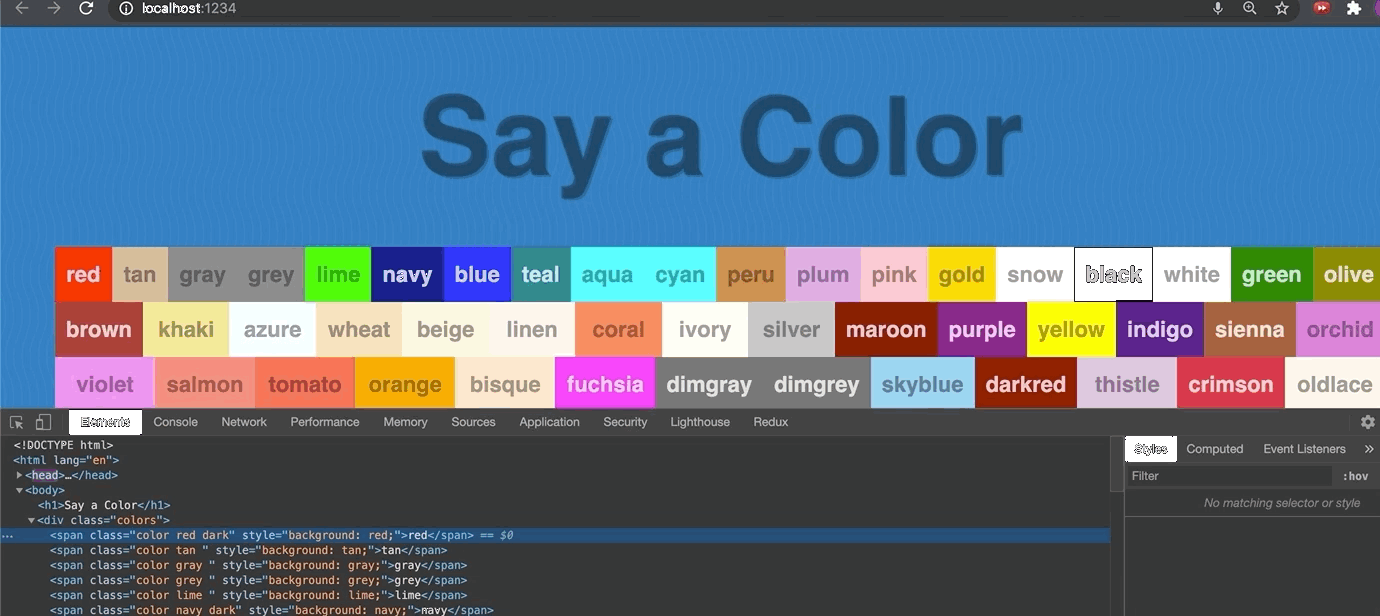 localhost:1234
Say a Color
red tan gray grey lime navy blue teal aqua cyan peru plum pink gold snow black white green olive
brown khaki azure wheat beige linen coral ivory silver maroon purple yellow indigo sienna orchid
violet salmon tomato orange bisque fuchsia dimgray dimgrey skyblue darkred thistle crimson oldlace
Elements Console Network Performance Memory Sources Application Security Lighthouse Redux
<!DOCTYPE html>
<html lang="en">
<head>…</head>
<body>
<h1>Say a Color</h1>
<div class="colors">
<span class="color red dark" style="background: red;">red</span> == $0
<span class="color tan " style="background: tan;">tan</span>
<span class="color gray " style="background: gray;">gray</span>
<span class="color grey " style="background: grey;">grey</span>
<span class="color lime " style="background: lime;">lime</span>
<span class="color navy dark" style="background: navy;">navy</span>
Styles Computed Event Listeners »
Filter :hov
No matching selector or style